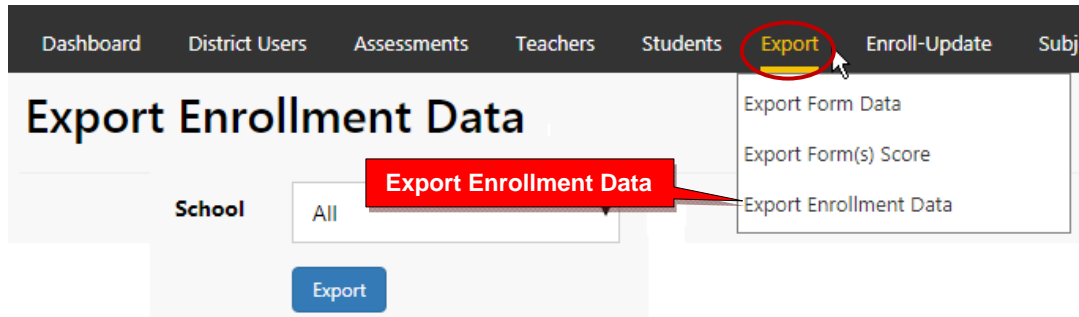 Dashboard District Users Assessments Teachers Students Export Enroll-Update Subj
Export Enrollment Data
Export Form Data
Export Form(s) Score
Export Enrollment Data
Export Enrollment Data
School All
Export